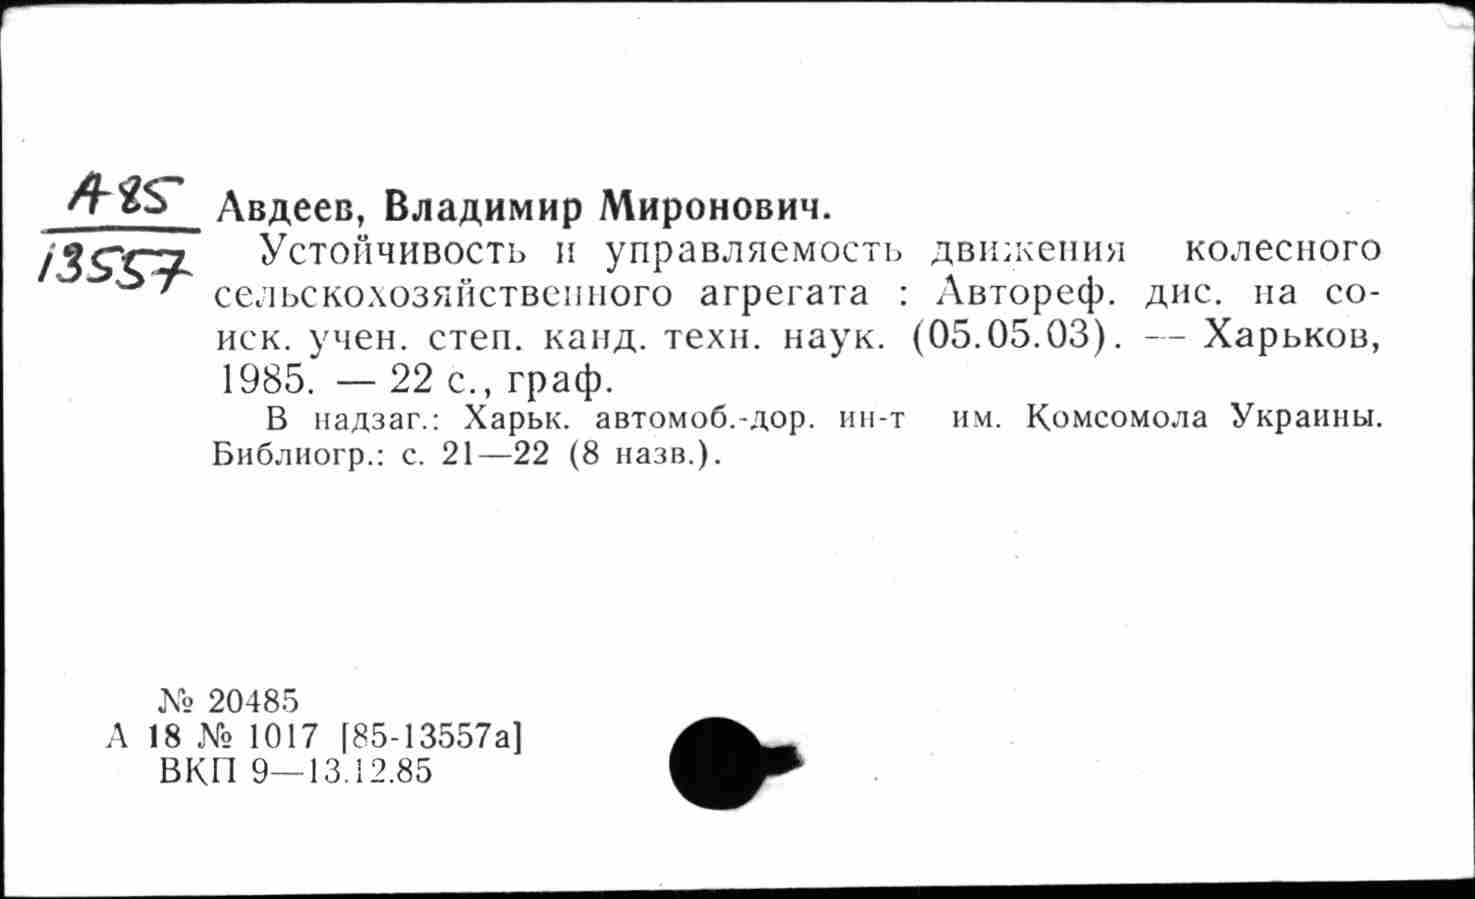 А85
13557
Авдеев, Владимир Миронович.
Устойчивость и управляемость движения колесного
сельскохозяйственного агрегата : Автореф. дис. на со-
иск. учен. степ. канд. техн. наук. (05.05.03). — Харьков,
1985. — 22 с., граф.
В надзаг.: Харьк. автомоб.-дор. ин-т им. Комсомола Украины.
Библиогр.: с. 21—22 (8 назв.).
№ 20485
А 18 № 1017 [85-13557а]
ВКП 9—13.12.85